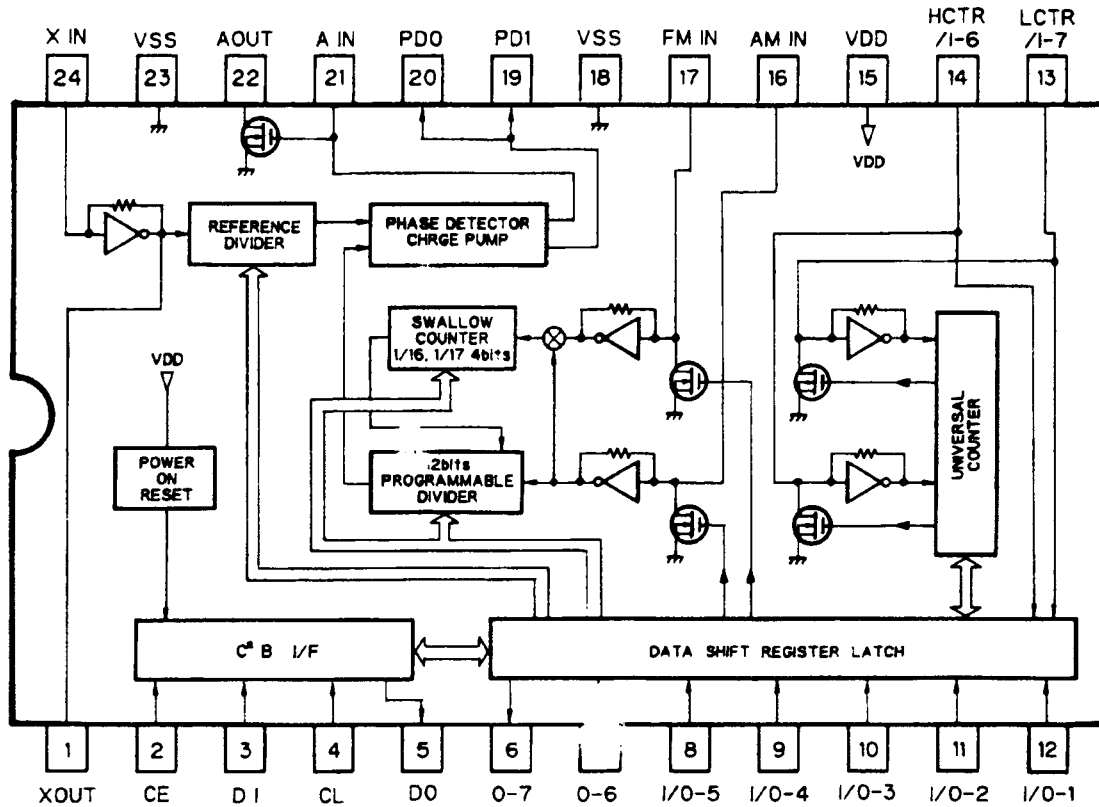 X IN VSS AOUT A IN PD0 PD1 VSS FM IN AM IN VDD HCTR /I-6 LCTR /I-7
24 23 22 21 20 19 18 17 16 15 14 13
VDD
REFERENCE DIVIDER
PHASE DETECTOR CHRGE PUMP
SWALLOW COUNTER 1/16, 1/17 4bits
VDD
POWER ON RESET
2bits PROGRAMMABLE DIVIDER
UNIVERSAL COUNTER
B I/F
DATA SHIFT REGISTER LATCH
1 2 3 4 5 6 8 9 10 11 12
XOUT CE DI CL DO O-7 O-6 I/O-5 I/O-4 I/O-3 I/O-2 I/O-1